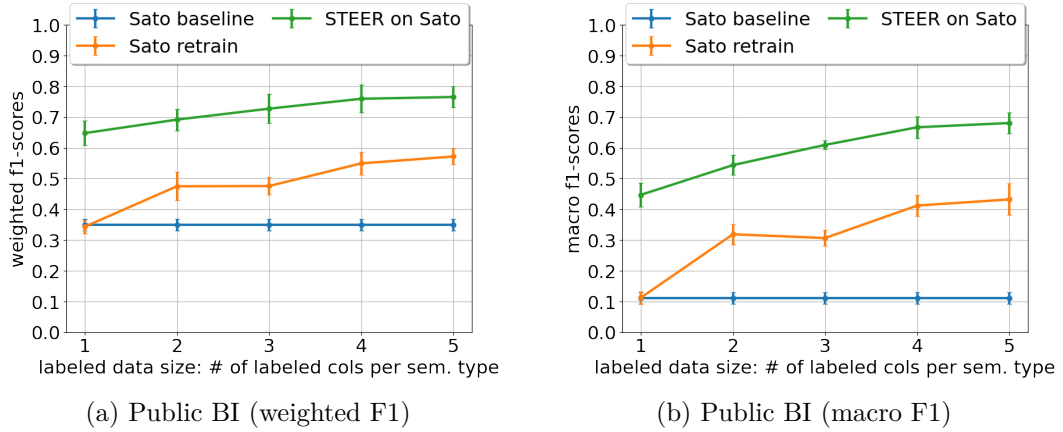 Sato baseline
Sato retrain
STEER on Sato
weighted f1-scores
1.0
0.9
0.8
0.7
0.6
0.5
0.4
0.3
0.2
0.1
0.0
1 2 3 4 5
labeled data size: # of labeled cols per sem. type
(a) Public BI (weighted F1)
Sato baseline
Sato retrain
STEER on Sato
macro f1-scores
1.0
0.9
0.8
0.7
0.6
0.5
0.4
0.3
0.2
0.1
0.0
1 2 3 4 5
labeled data size: # of labeled cols per sem. type
(b) Public BI (macro F1)